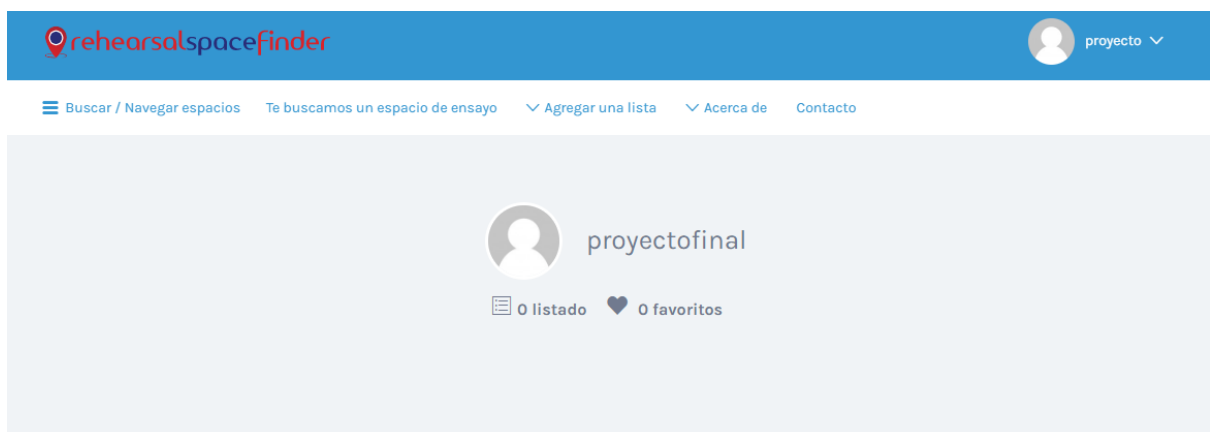 rehearsalspacefinder
proyecto
Buscar / Navegar espacios Te buscamos un espacio de ensayo Agregar una lista Acerca de Contacto
proyectofinal
0 listado 0 favoritos